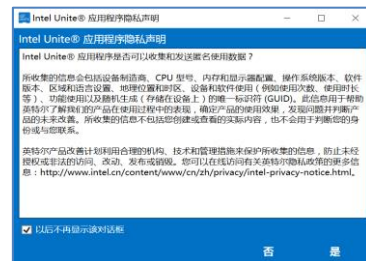 Intel Unite® 应用程序隐私声明
Intel Unite® 应用程序隐私声明
Intel Unite® 应用程序是否可以收集和发送匿名使用数据？
所收集的信息会包括设备制造商、CPU 型号、内存和显示器配置、操作系统版本、软件
版本、区域和语言设置、地理位置和时区、设备和软件使用（例如使用次数、使用时长
等）、功能使用以及随机生成（存储在设备上）的唯一标识符 (GUID)。此信息用于帮助
英特尔了解我们的产品在使用过程中的表现，确定产品的使用效果，发现问题并判断产
品的未来改善。所收集的信息不包括您创建或查看的实际内容，也不会用于判断您的身
份或与您联系。
英特尔产品改善计划利用合理的机构、技术和管理措施来保护所收集的信息，防止未经
授权或非法的访问、改动、发布或销毁。您可以在线访问有关英特尔隐私政策的更多信
息：http://www.intel.cn/content/www/cn/zh/privacy/intel-privacy-notice.html。
以后不再显示该对话框
否 是